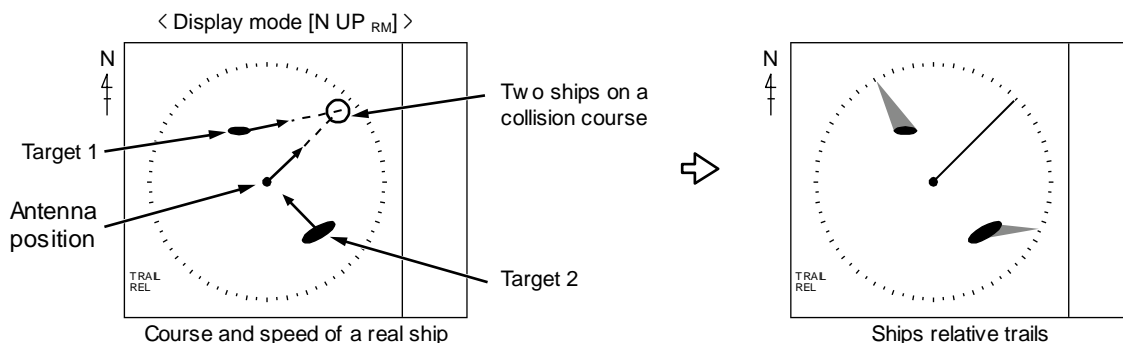 < Display mode [N UP RM] >
N
Two ships on a
collision course
Target 1
Antenna
position
Target 2
TRAIL
REL
Course and speed of a real ship
N
TRAIL
REL
Ships relative trails